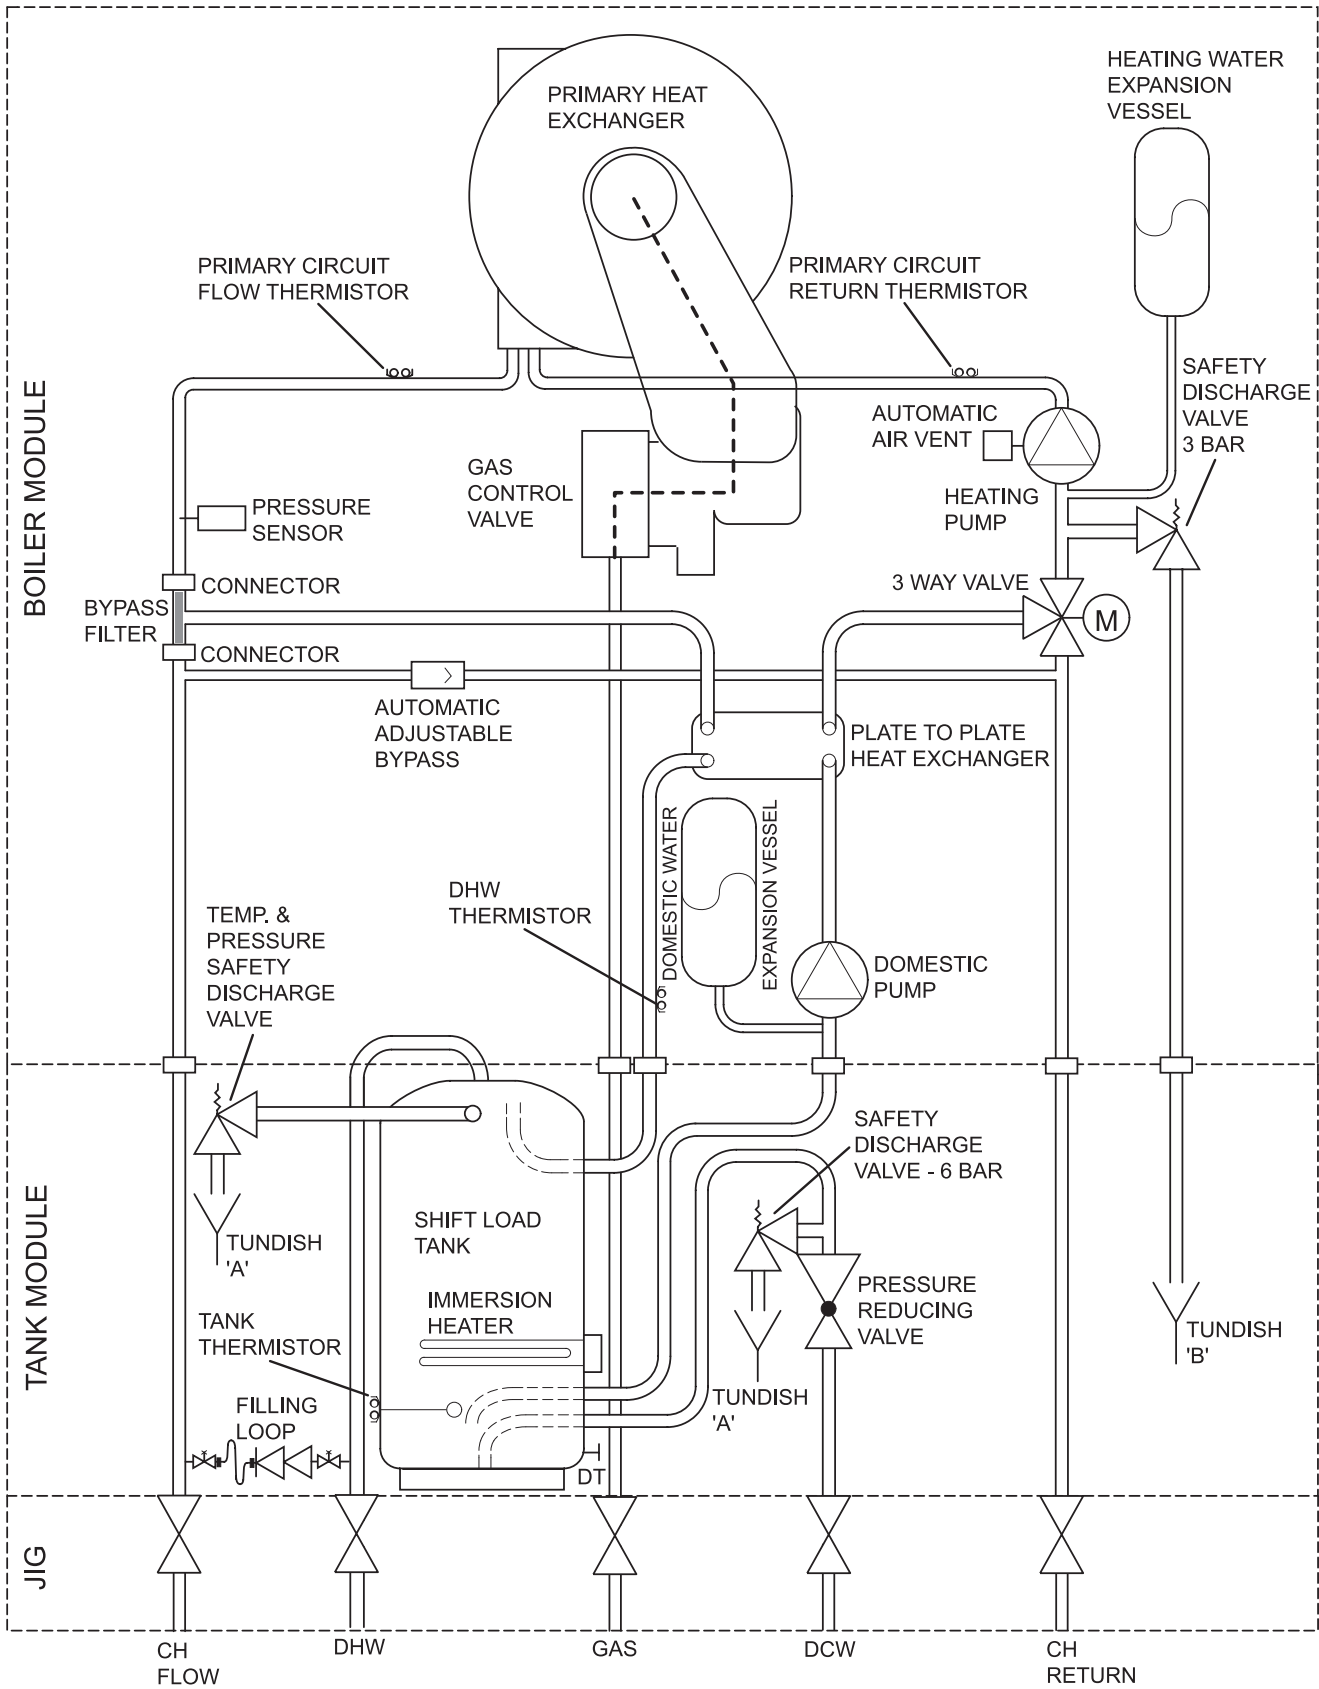 PRIMARY HEAT
EXCHANGER
HEATING WATER
EXPANSION
VESSEL
PRIMARY CIRCUIT
FLOW THERMISTOR
PRIMARY CIRCUIT
RETURN THERMISTOR
SAFETY
DISCHARGE
VALVE
3 BAR
AUTOMATIC
AIR VENT
GAS
CONTROL
VALVE
HEATING
PUMP
PRESSURE
SENSOR
BOILER MODULE
CONNECTOR
3 WAY VALVE
BYPASS
FILTER
M
CONNECTOR
AUTOMATIC
ADJUSTABLE
BYPASS
PLATE TO PLATE
HEAT EXCHANGER
DOMESTIC WATER
EXPANSION VESSEL
DHW
THERMISTOR
TEMP. &
PRESSURE
SAFETY
DISCHARGE
VALVE
DOMESTIC
PUMP
SAFETY
DISCHARGE
VALVE - 6 BAR
TANK MODULE
SHIFT LOAD
TANK
TUNDISH
'A'
IMMERSION
HEATER
PRESSURE
REDUCING
VALVE
TANK
THERMISTOR
TUNDISH
'B'
TUNDISH
'A'
FILLING
LOOP
DT
JIG
CH
FLOW
DHW
GAS
DCW
CH
RETURN